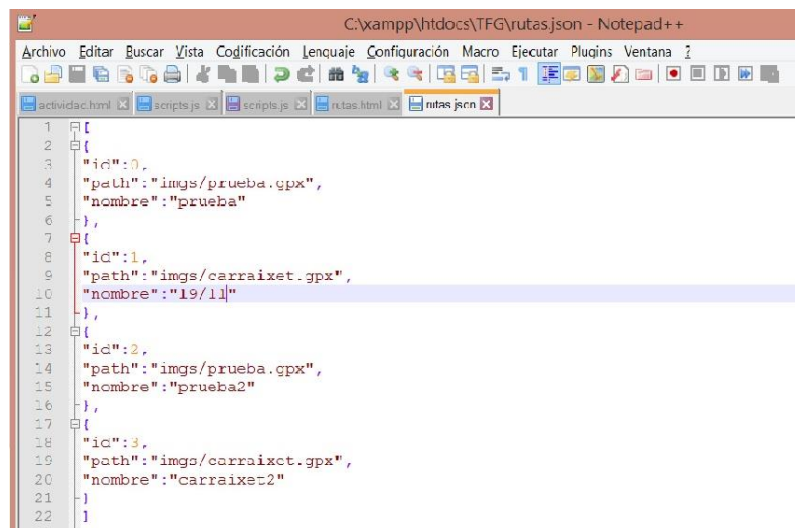 C:\xampp\htdocs\TFG\rutas.json - Notepad++
Archivo Editar Buscar Vista Codificación Lenguaje Configuración Macro Ejecutar Plugins Ventana ?
actividac.html scripts.js scripts.js rutas.html rutas.json
1 [
2 {
3 "id":0,
4 "path":"imgs/prueba.gpx",
5 "nombre":"prueba"
6 },
7 {
8 "id":1,
9 "path":"imgs/carraixet.gpx",
10 "nombre":"19/11"
11 },
12 {
13 "id":2,
14 "path":"imgs/prueba.gpx",
15 "nombre":"prueba2"
16 },
17 {
18 "id":3,
19 "path":"imgs/carraixet.gpx",
20 "nombre":"carraixet2"
21 }
22 ]